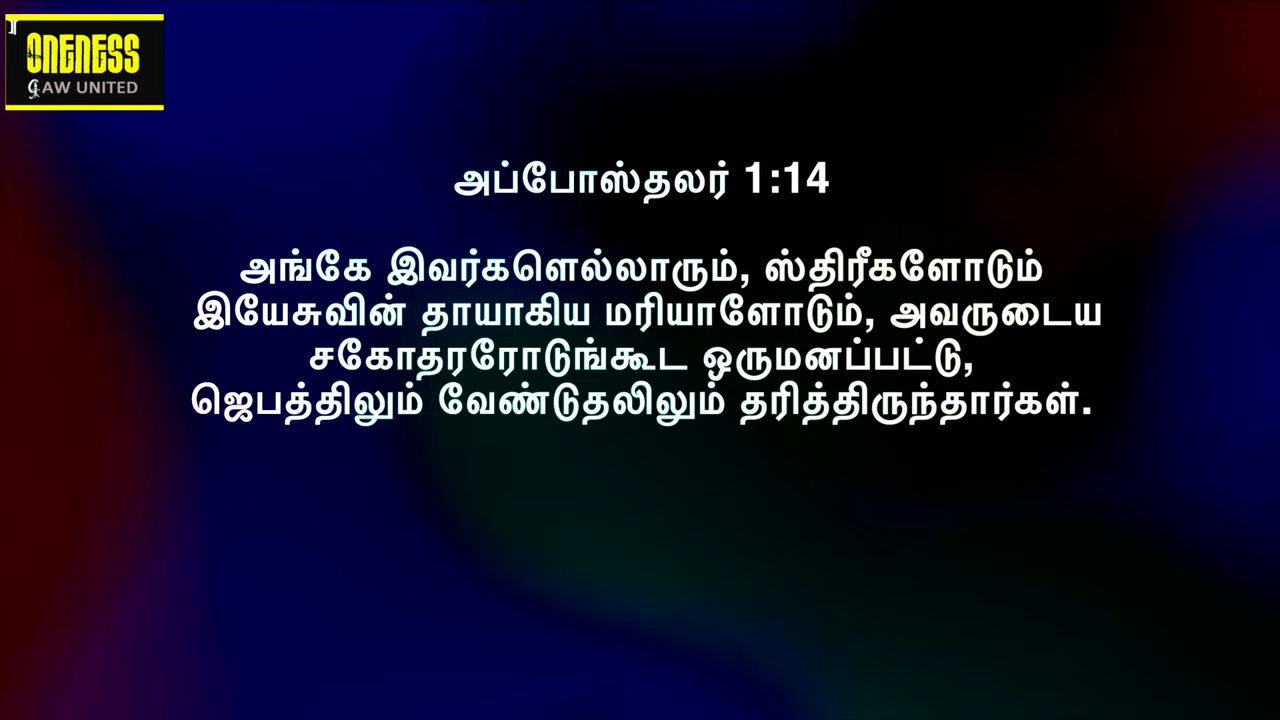 ONENESS
AW UNITED
அப்போஸ்தலர் 1:14
அங்கே இவர்களெல்லாரும், ஸ்திரீகளோடும்
இயேசுவின் தாயாகிய மரியாளோடும், அவருடைய
சகோதரரோடுங்கூட ஒருமனப்பட்டு,
ஜெபத்திலும் வேண்டுதலிலும் தரித்திருந்தார்கள்.